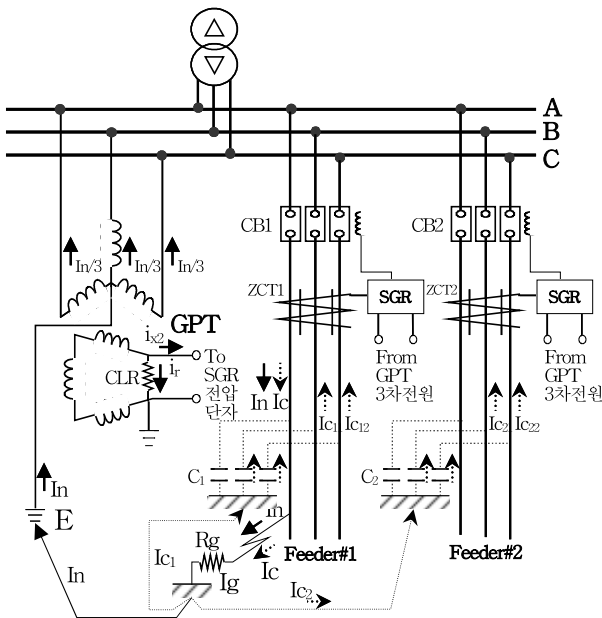 A
B
C
CB1
CB2
In/3
In/3
In/3
ZCT1
SGR
ZCT2
SGR
GPT
ix2
ir
CLR
To
SGR
전압
단자
From
GPT
3차전원
From
GPT
3차전원
In
Ic
Ic1
Ic12
Ic2
Ic22
C1
C2
In
E
In
In
Rg
Ig
Ic
Ic1
Ic2
Feeder#1
Feeder#2